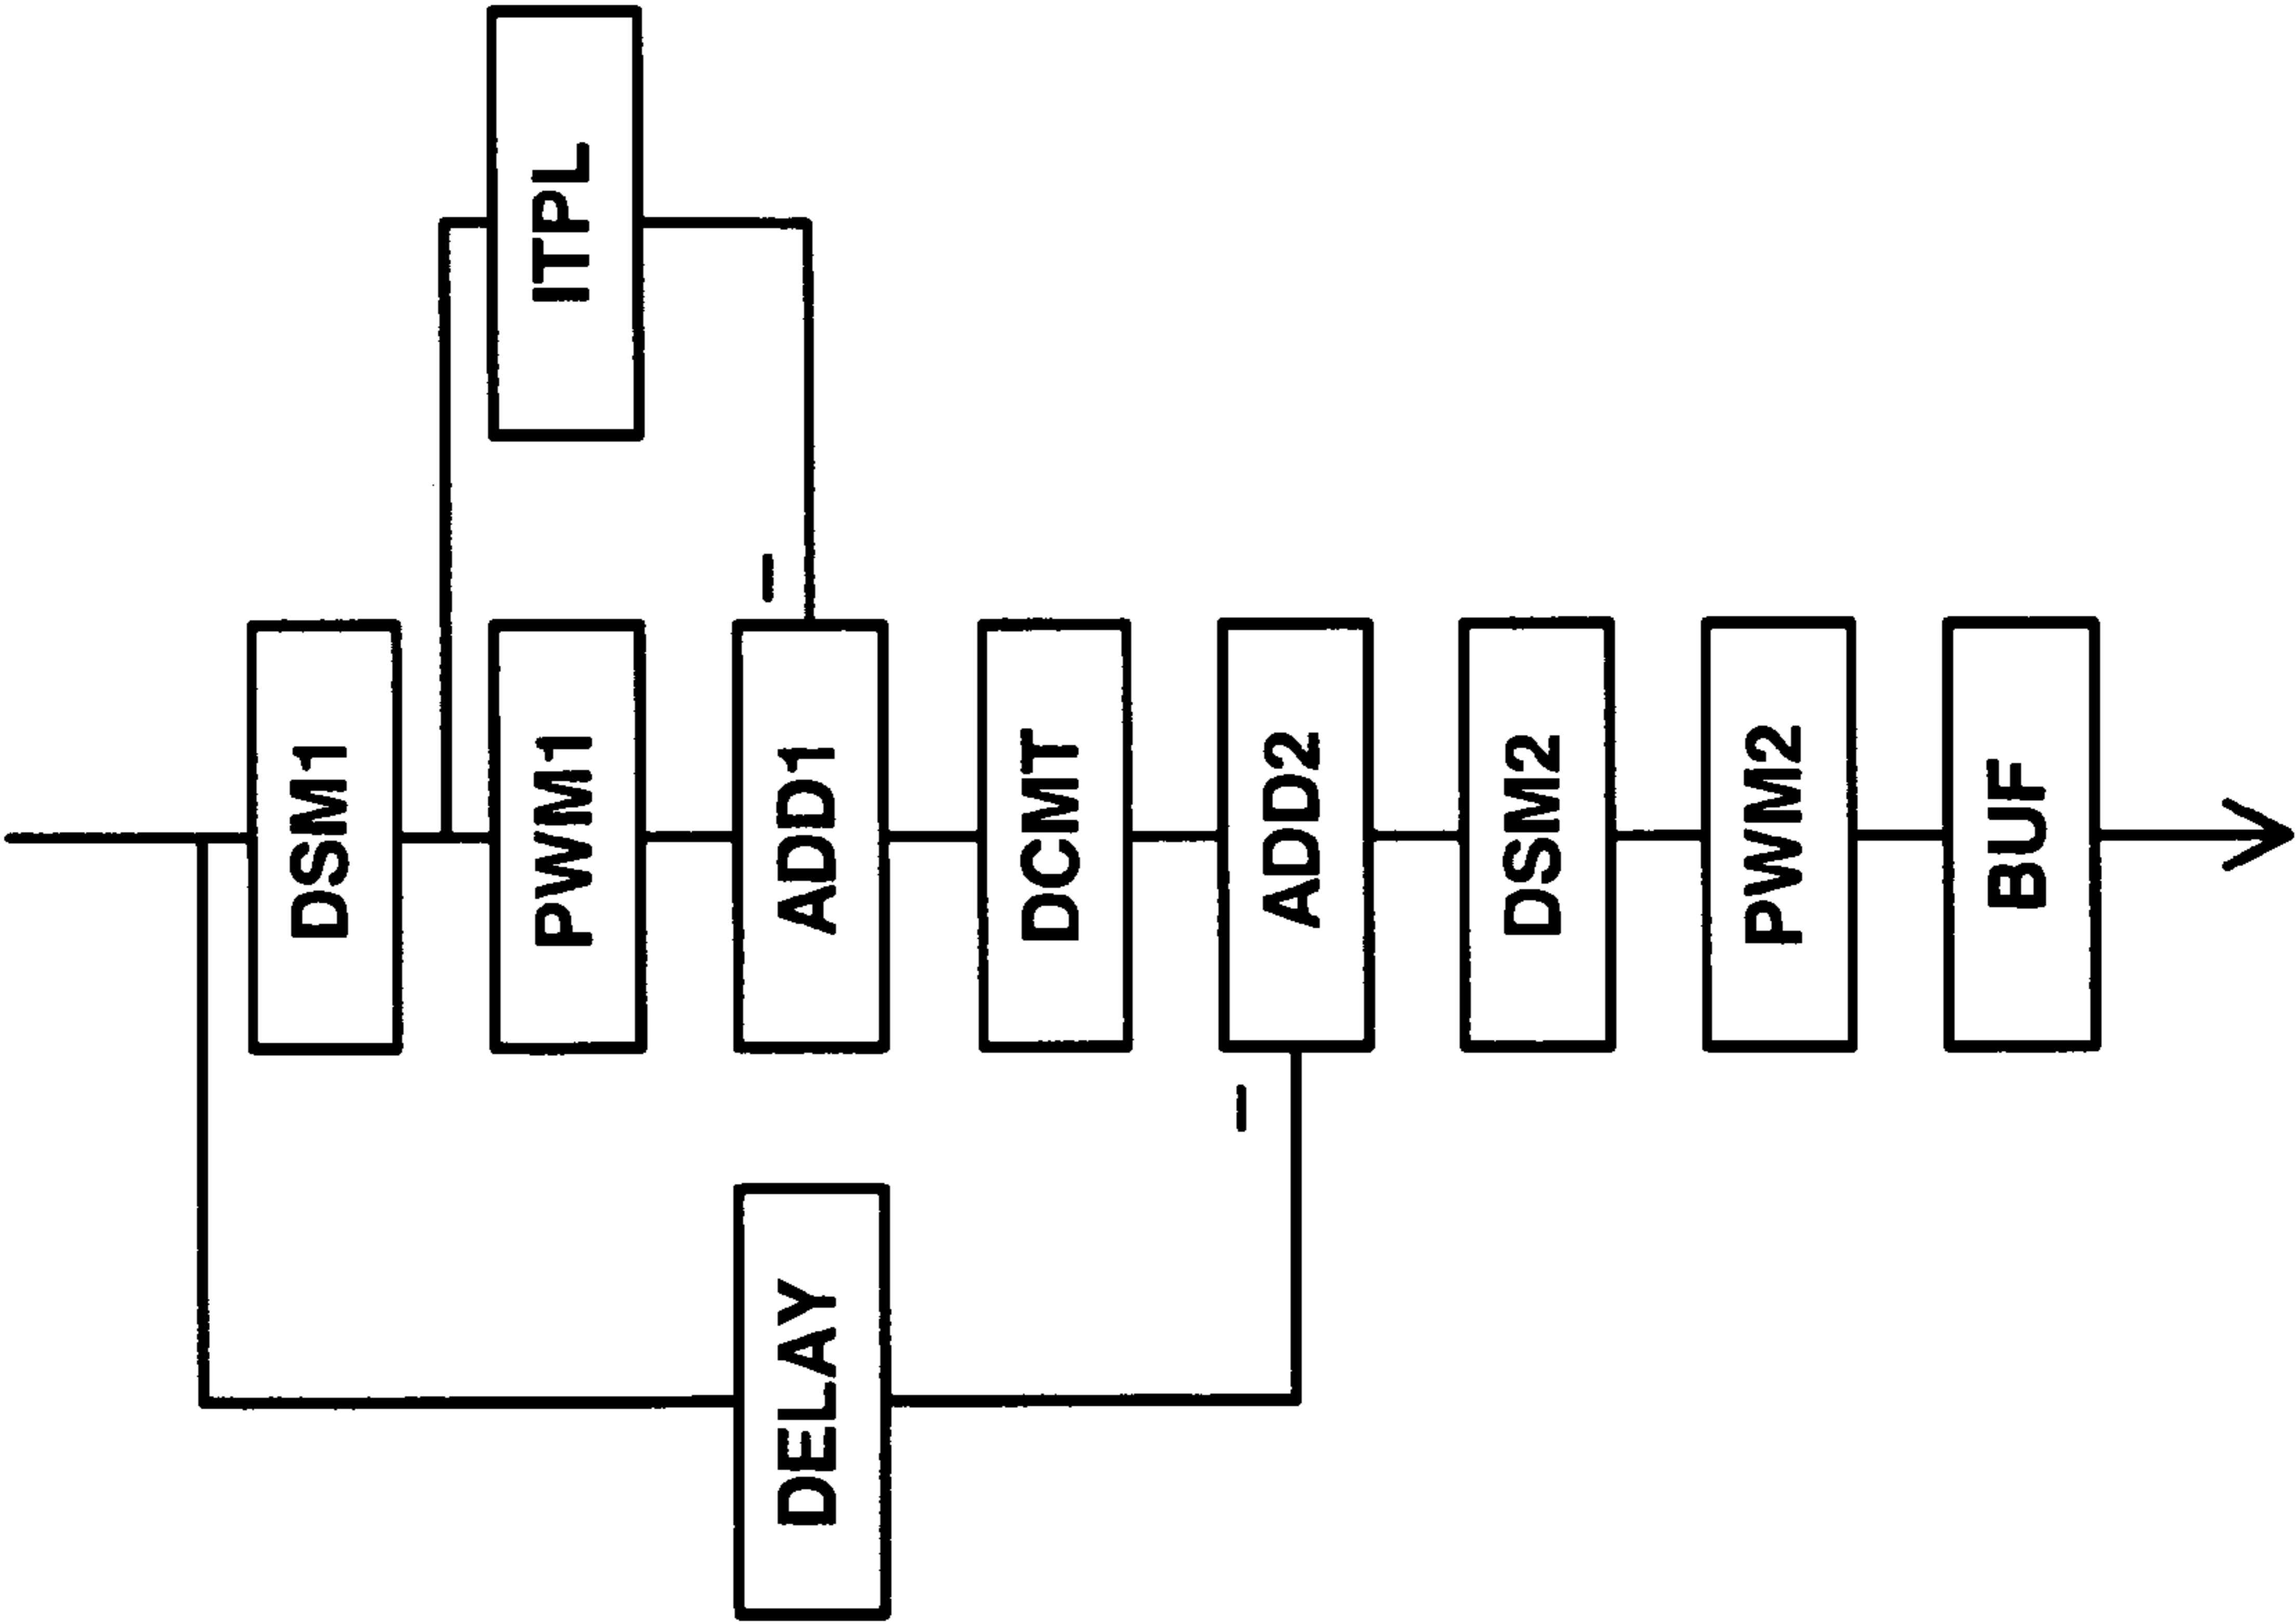 ITPL
DSM1
PWM1
ADD1
DCMT
ADD2
DSM2
PWM2
BUF
DELAY